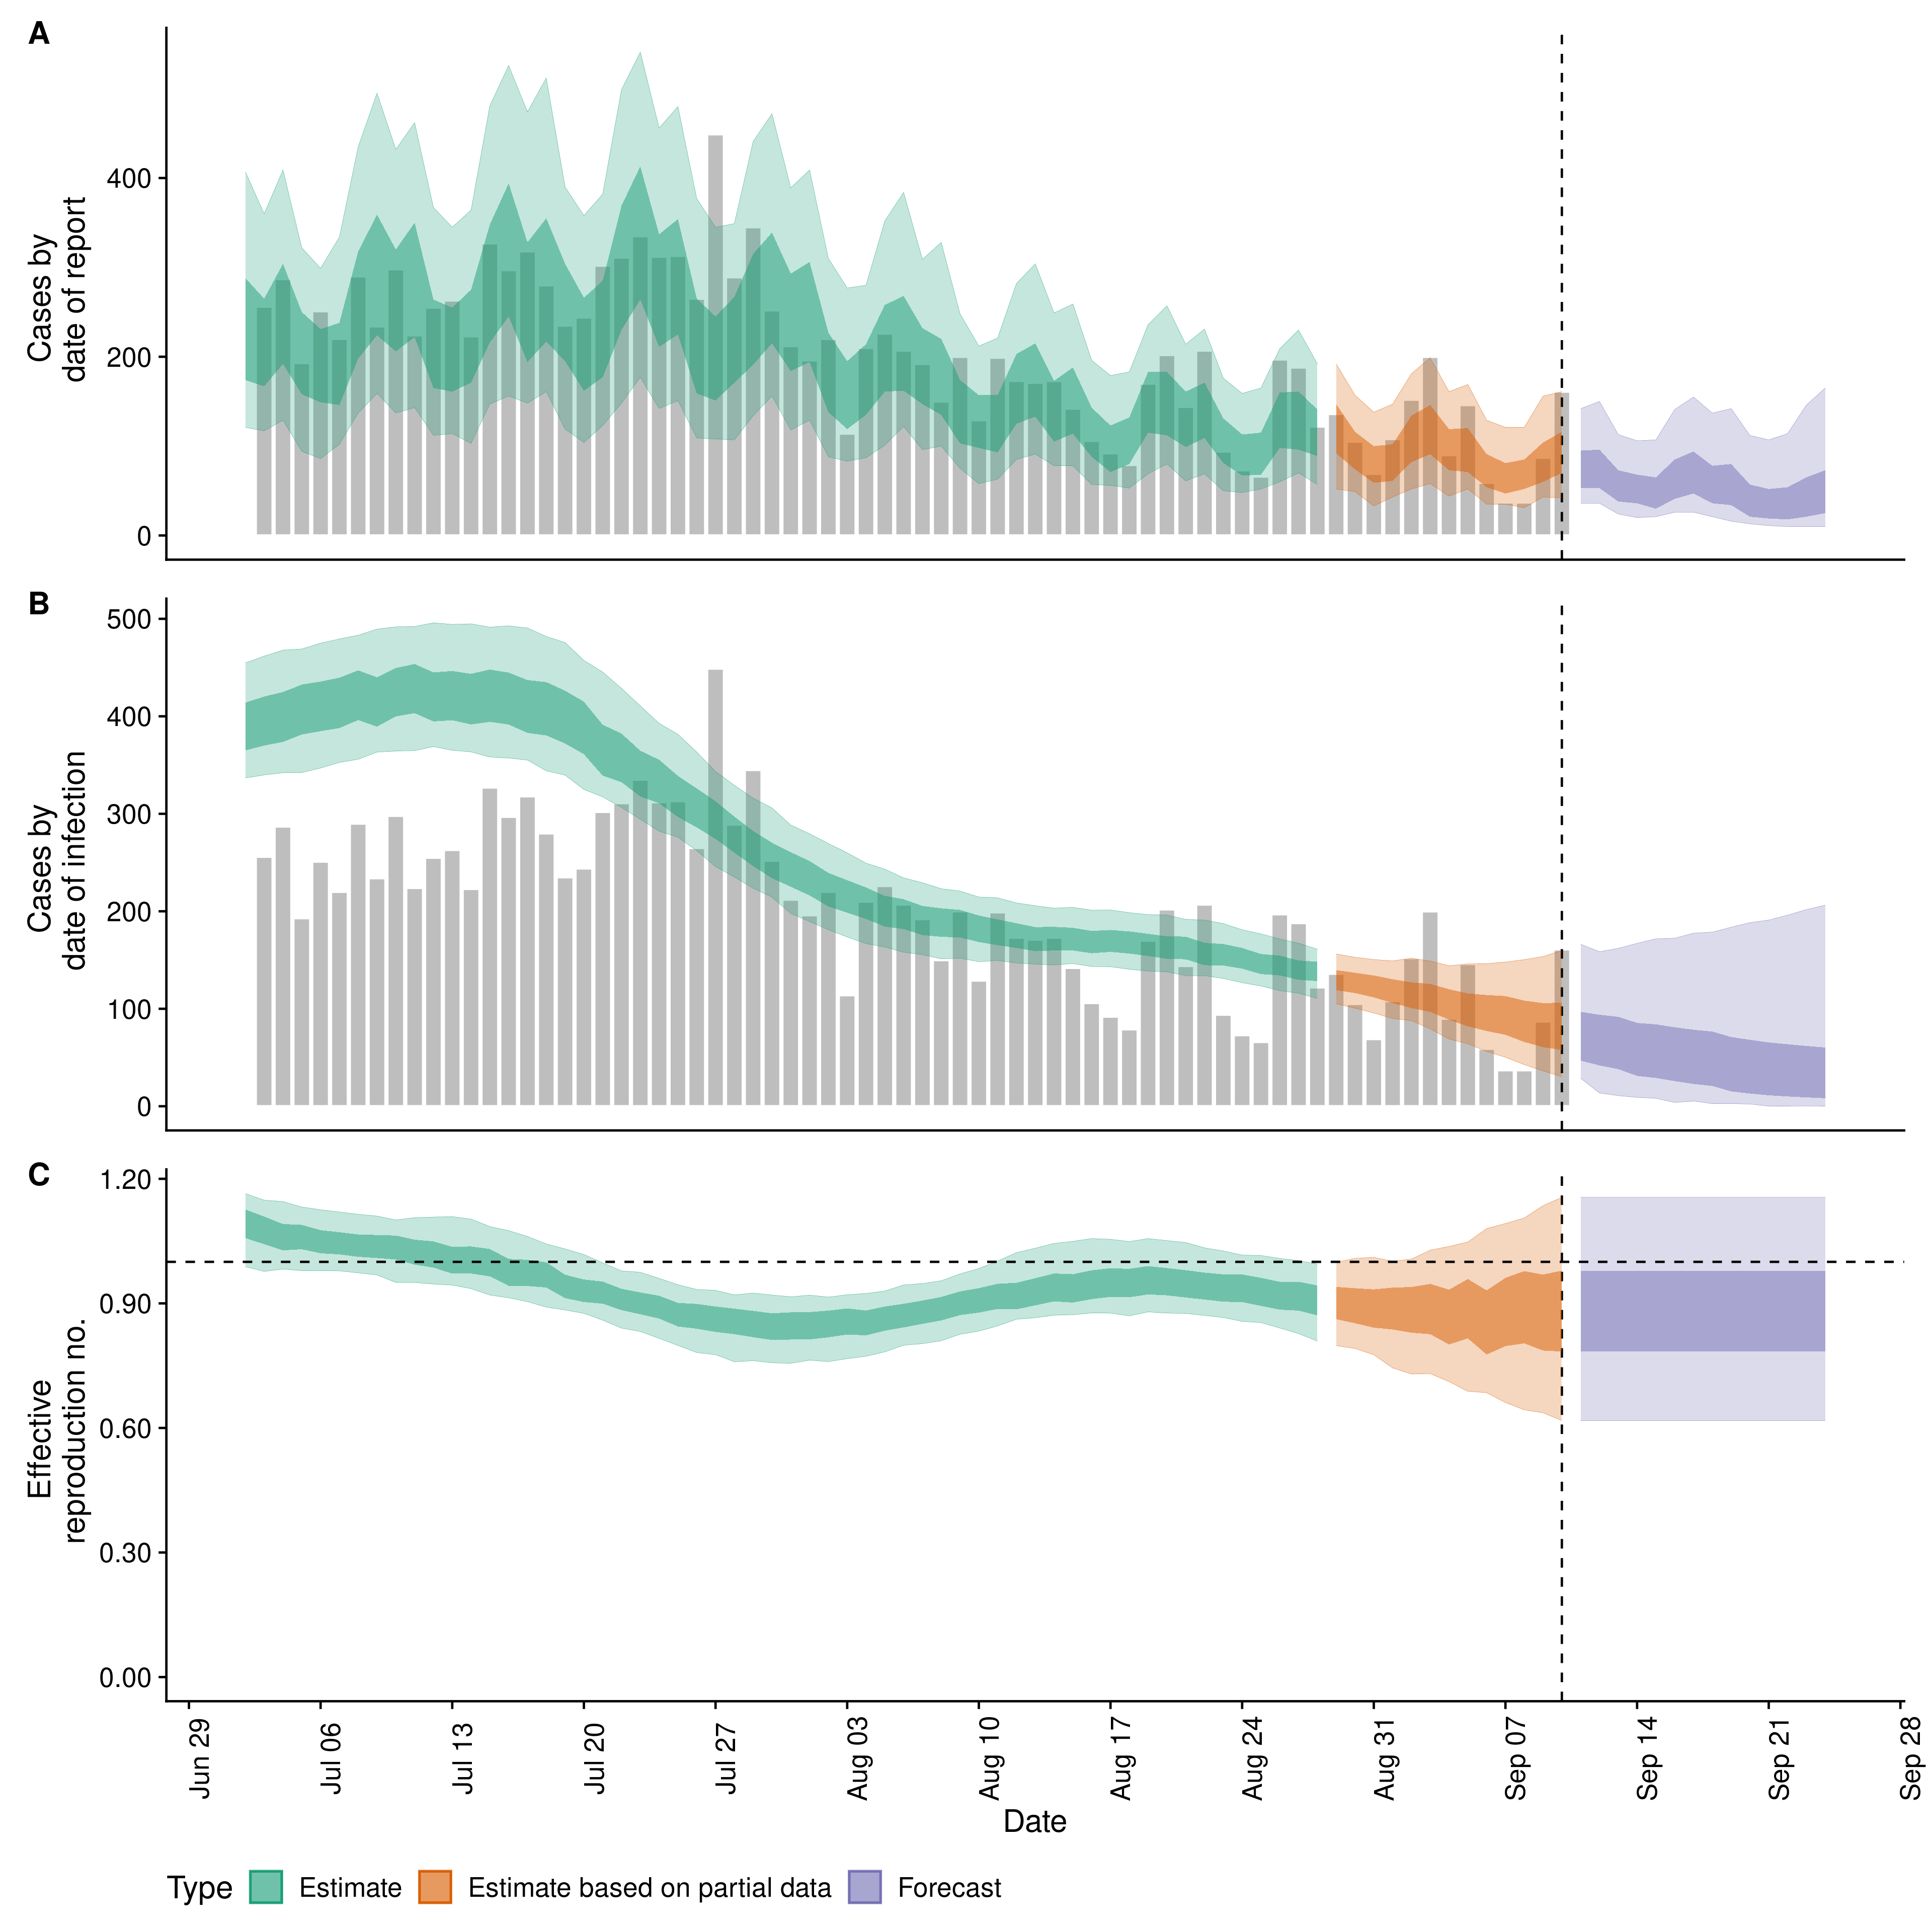 A
Cases by
date of report
400
200
0
B
Cases by
date of infection
500
400
300
200
100
0
C
Effective
reproduction no.
1.20
0.90
0.60
0.30
0.00
Jun 29
Jul 06
Jul 13
Jul 20
Jul 27
Aug 03
Aug 10
Aug 17
Aug 24
Aug 31
Sep 07
Sep 14
Sep 21
Sep 28
Date
Type Estimate Estimate based on partial data Forecast